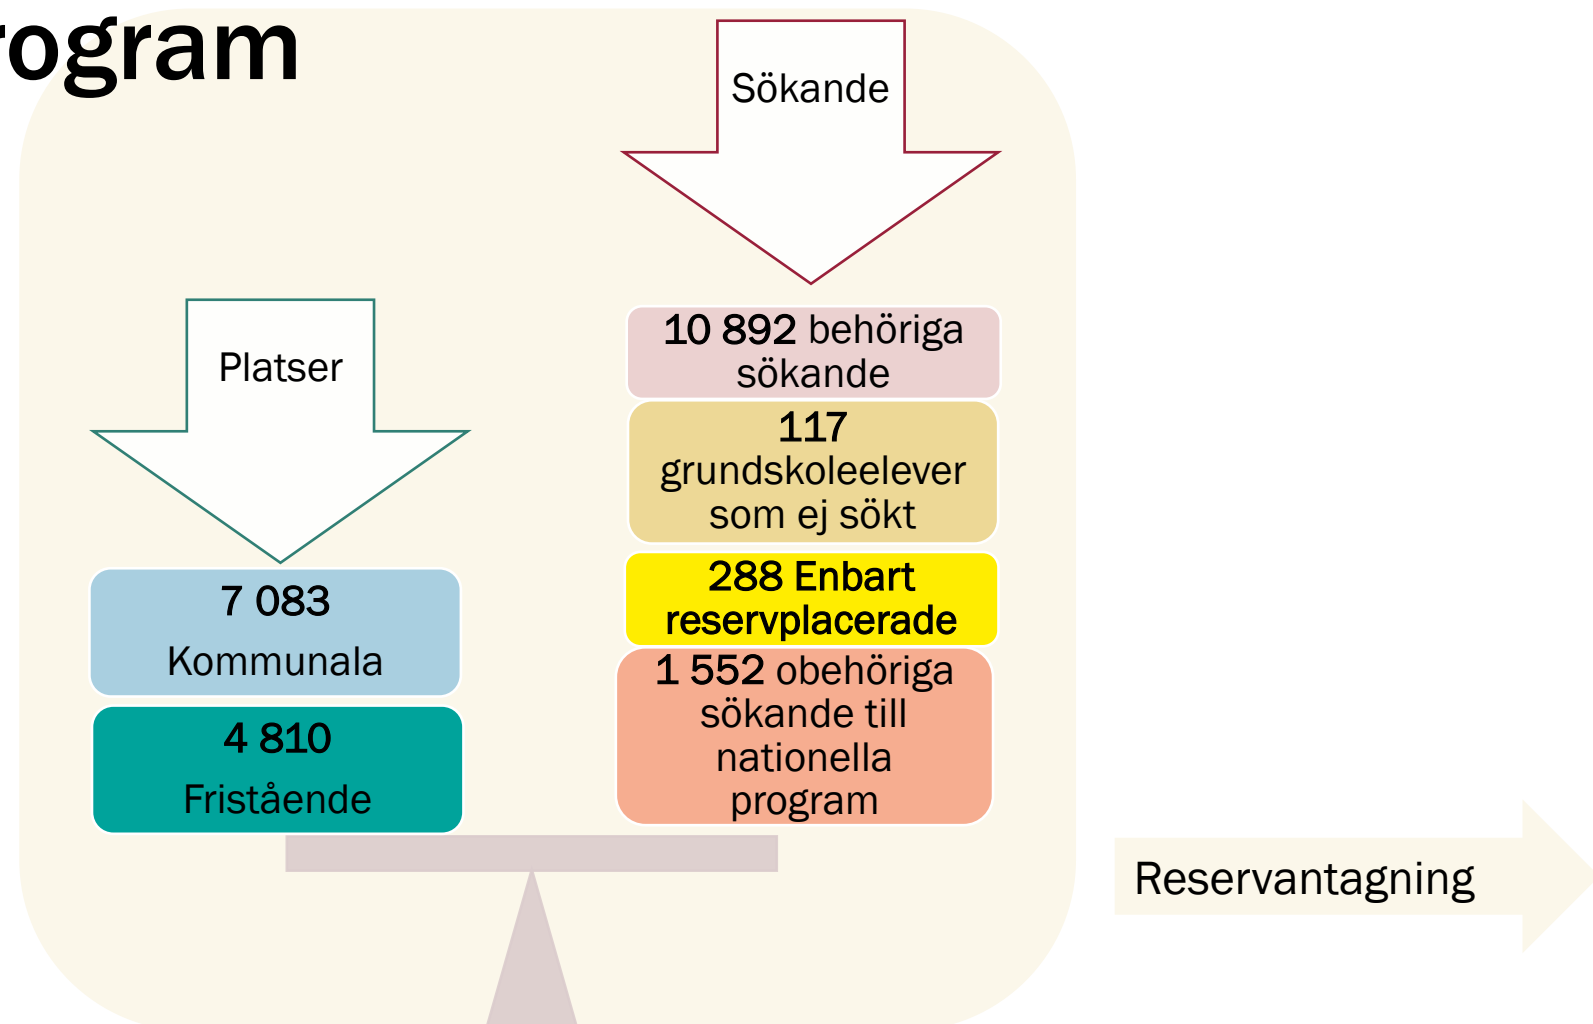 rogram
Sökande
Platser
10 892 behöriga
sökande
117
grundskoleelever
som ej sökt
288 Enbart
reservplacerade
1 552 obehöriga
sökande till
nationella
program
7 083
Kommunala
4 810
Fristående
Reservantagning